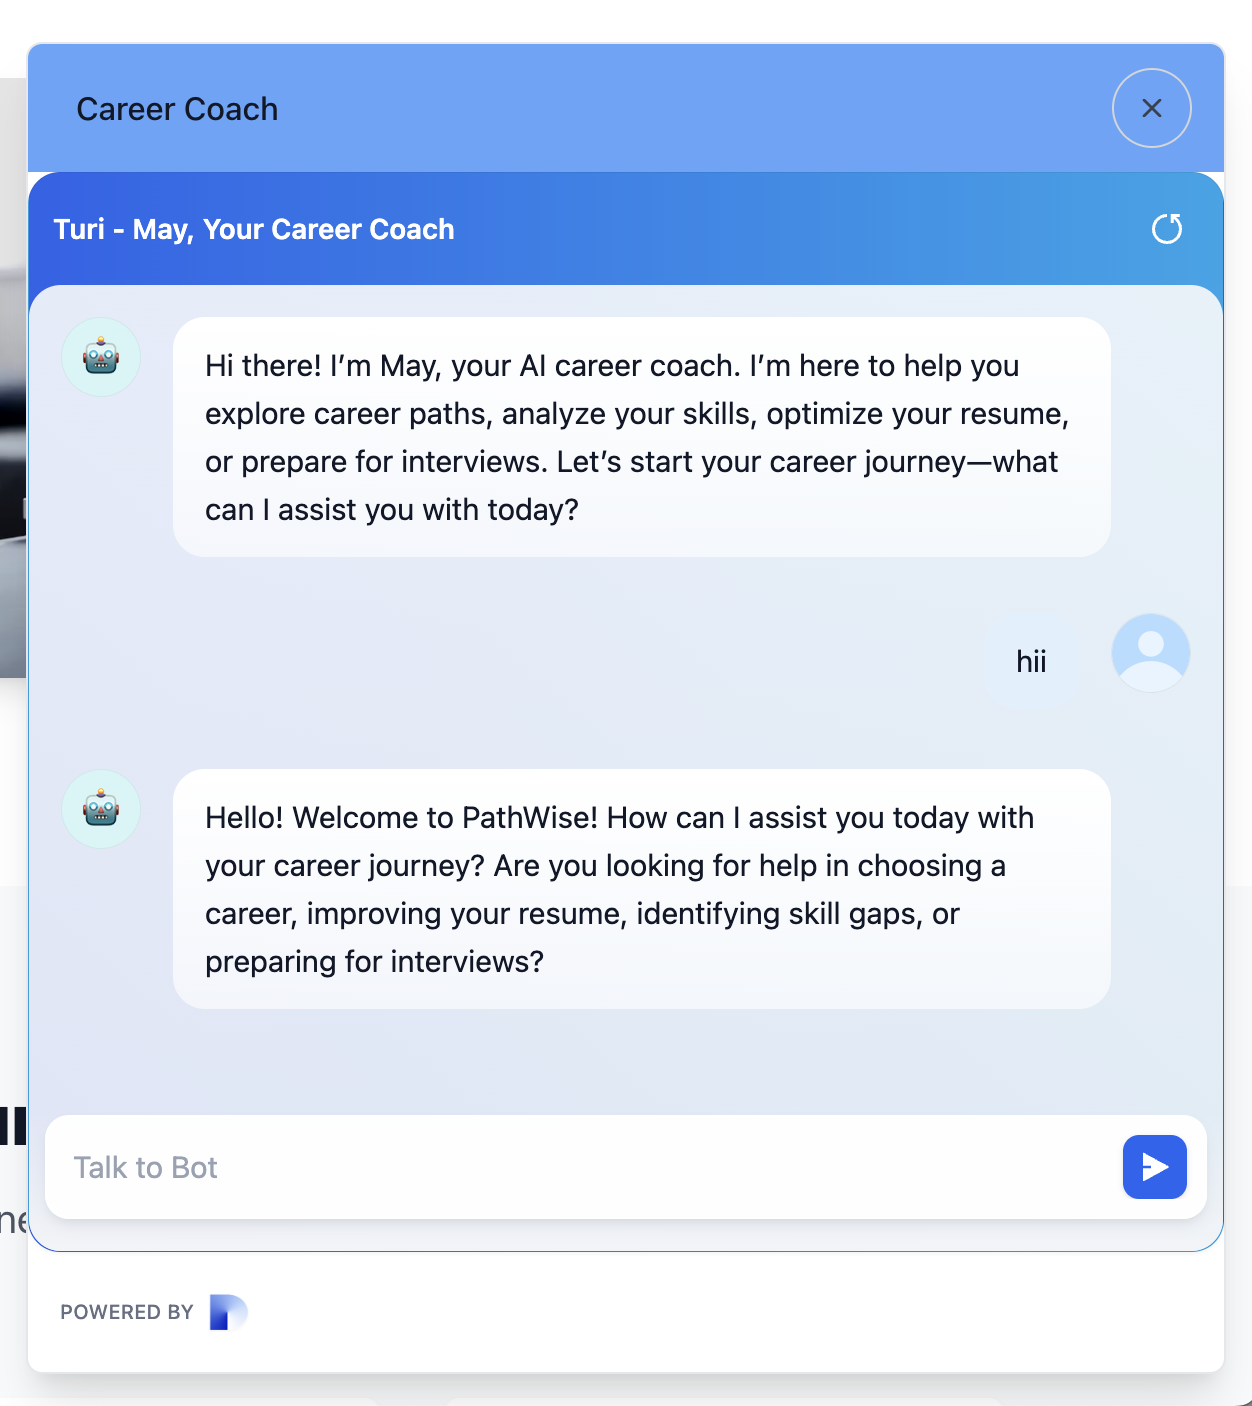 Career Coach
Turi - May, Your Career Coach
Hi there! I’m May, your AI career coach. I’m here to help you
explore career paths, analyze your skills, optimize your resume,
or prepare for interviews. Let’s start your career journey—what
can I assist you with today?
hii
Hello! Welcome to PathWise! How can I assist you today with
your career journey? Are you looking for help in choosing a
career, improving your resume, identifying skill gaps, or
preparing for interviews?
Talk to Bot
POWERED BY